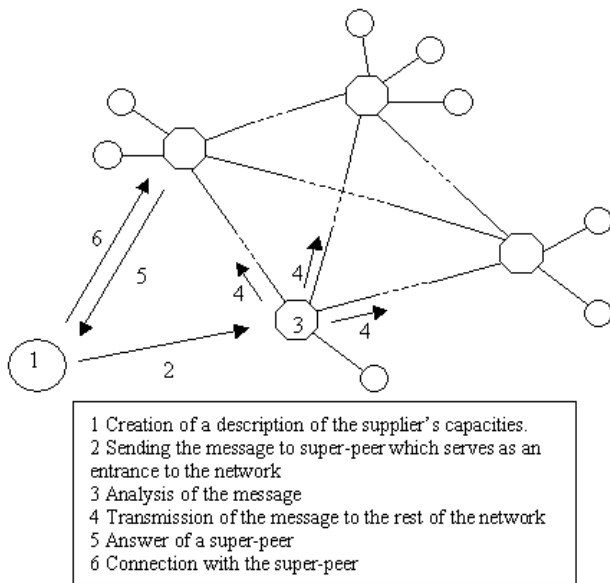 6
5
4
4
3
4
1
2
1 Creation of a description of the supplier's capacities.
2 Sending the message to super-peer which serves as an
entrance to the network
3 Analysis of the message
4 Transmission of the message to the rest of the network
5 Answer of a super-peer
6 Connection with the super-peer